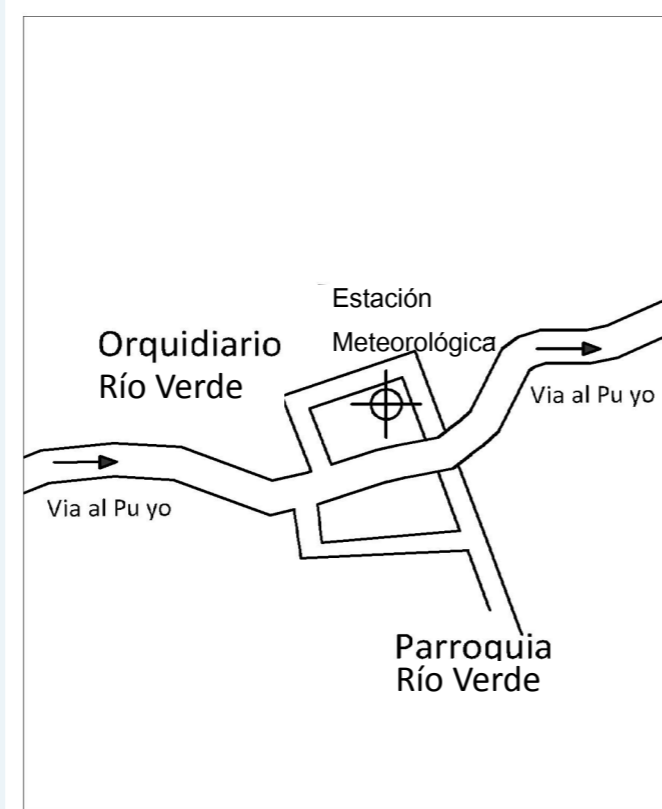 Estación
Meteorológica
Orquidiario
Río Verde
Via al Pu yo
Via al Pu yo
Parroquia
Río Verde